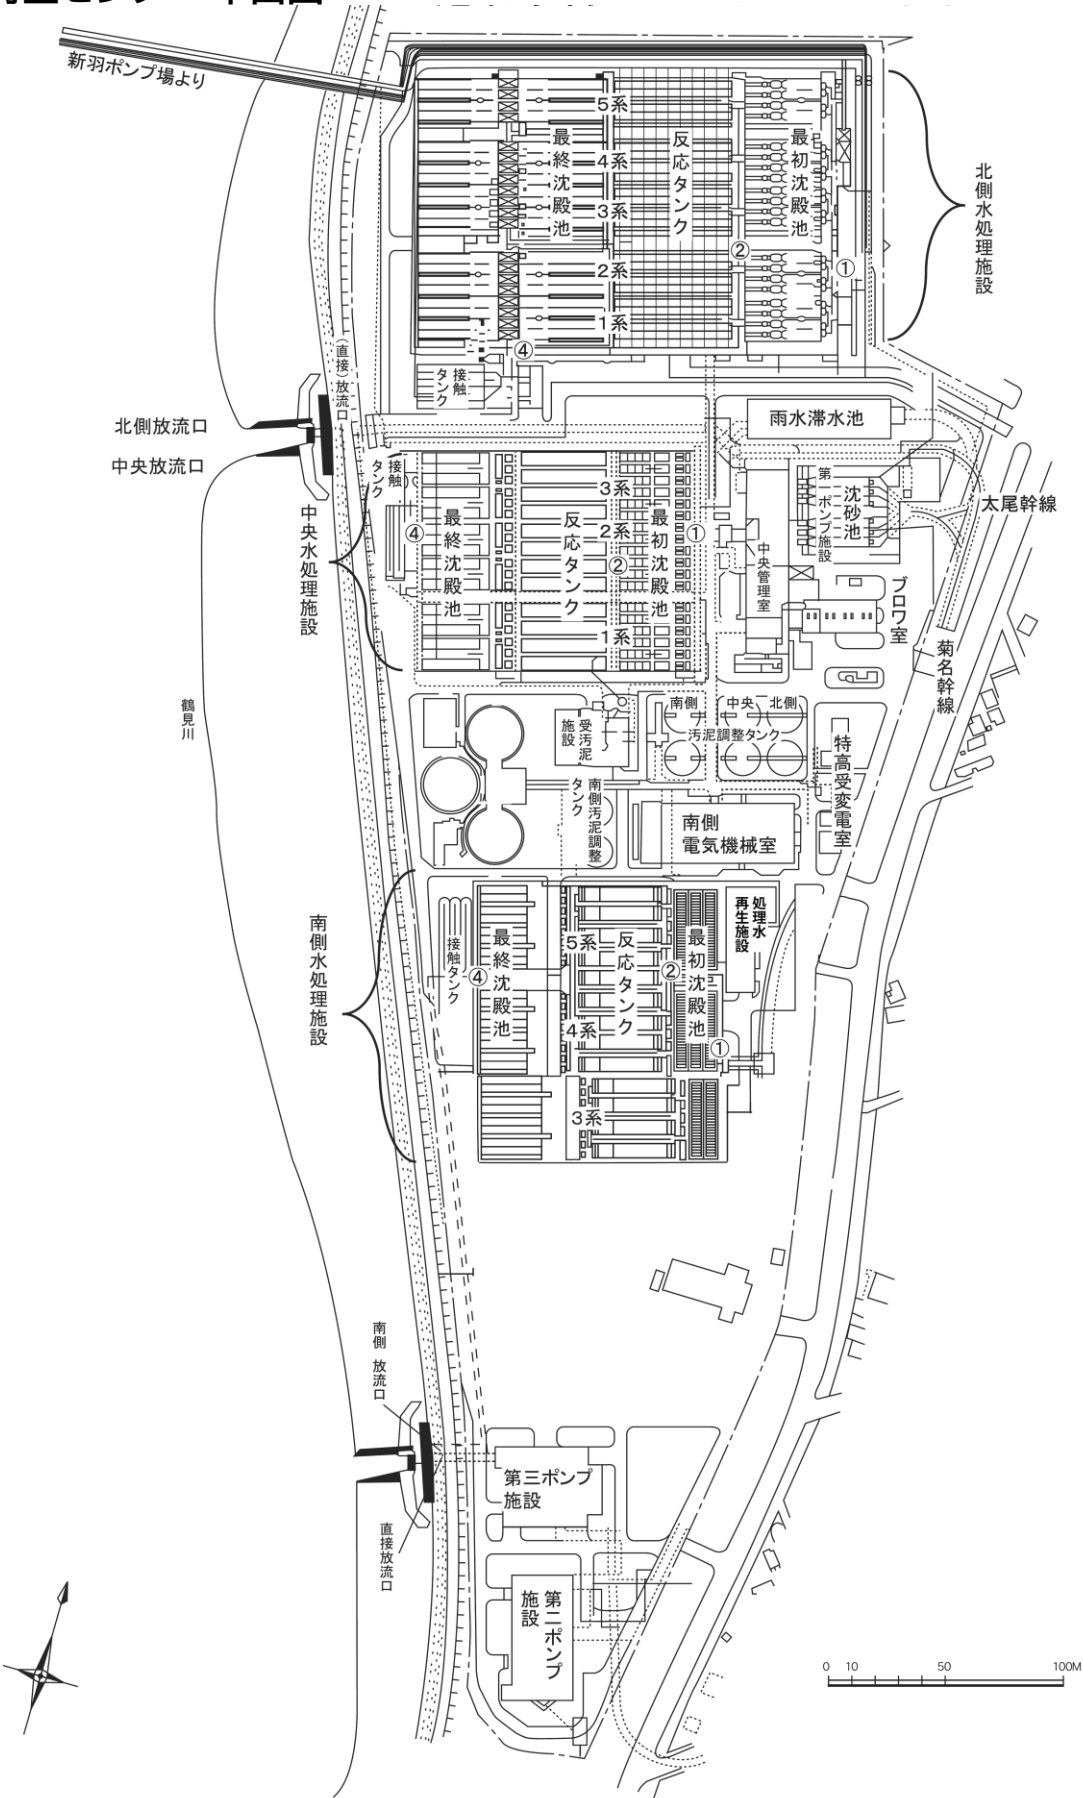 新羽ポンプ場より
5系
4系
3系
2系
1系
最終沈殿池
反応タンク
最初沈殿池
①
②
④
北側水処理施設
接触タンク
(直接)放流口
北側放流口
中央放流口
雨水滞水池
接触タンク
最終沈殿池
反応タンク
最初沈殿池
3系
2系
1系
④
②
①
中央水処理施設
中央管理室
第一ポンプ施設
沈砂池
太尾幹線
ブロワ室
菊名幹線
鶴見川
受汚泥施設
南側
中央
北側
汚泥調整タンク
特高受変電室
南側汚泥調整タンク
南側
電気機械室
南側水処理施設
接触タンク
最終沈殿池
反応タンク
最初沈殿池
処理水再生施設
5系
4系
3系
④
②
①
南側 放流口
直接放流口
第三ポンプ
施設
第二ポンプ施設
0 10 50 100M